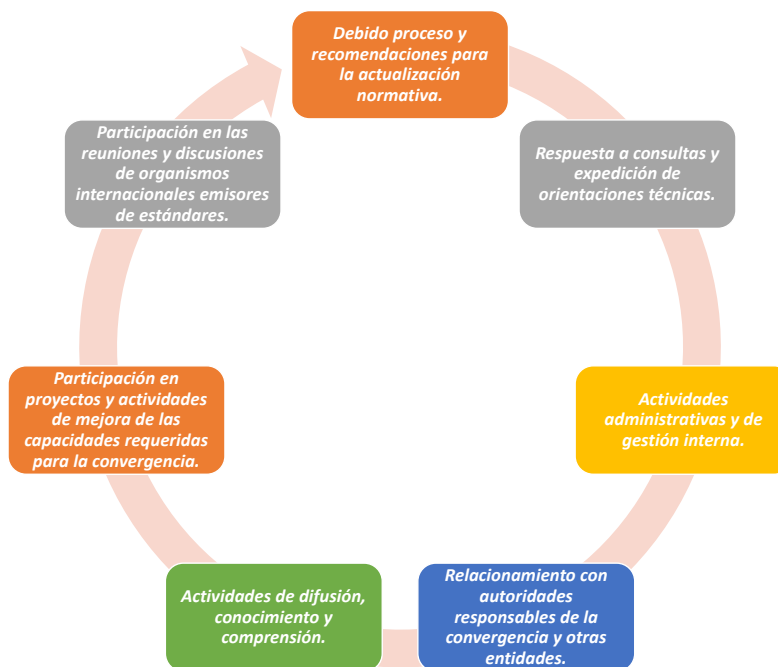 Debido proceso y
recomendaciones para
la actualización
normativa.
Respuesta a consultas y
expedición de
orientaciones técnicas.
Actividades
administrativas y de
gestión interna.
Relacionamiento con
autoridades
responsables de la
convergencia y otras
entidades.
Actividades de difusión,
conocimiento y
comprensión.
Participación en
proyectos y actividades
de mejora de las
capacidades requeridas
para la convergencia.
Participación en las
reuniones y discusiones
de organismos
internacionales emisores
de estándares.